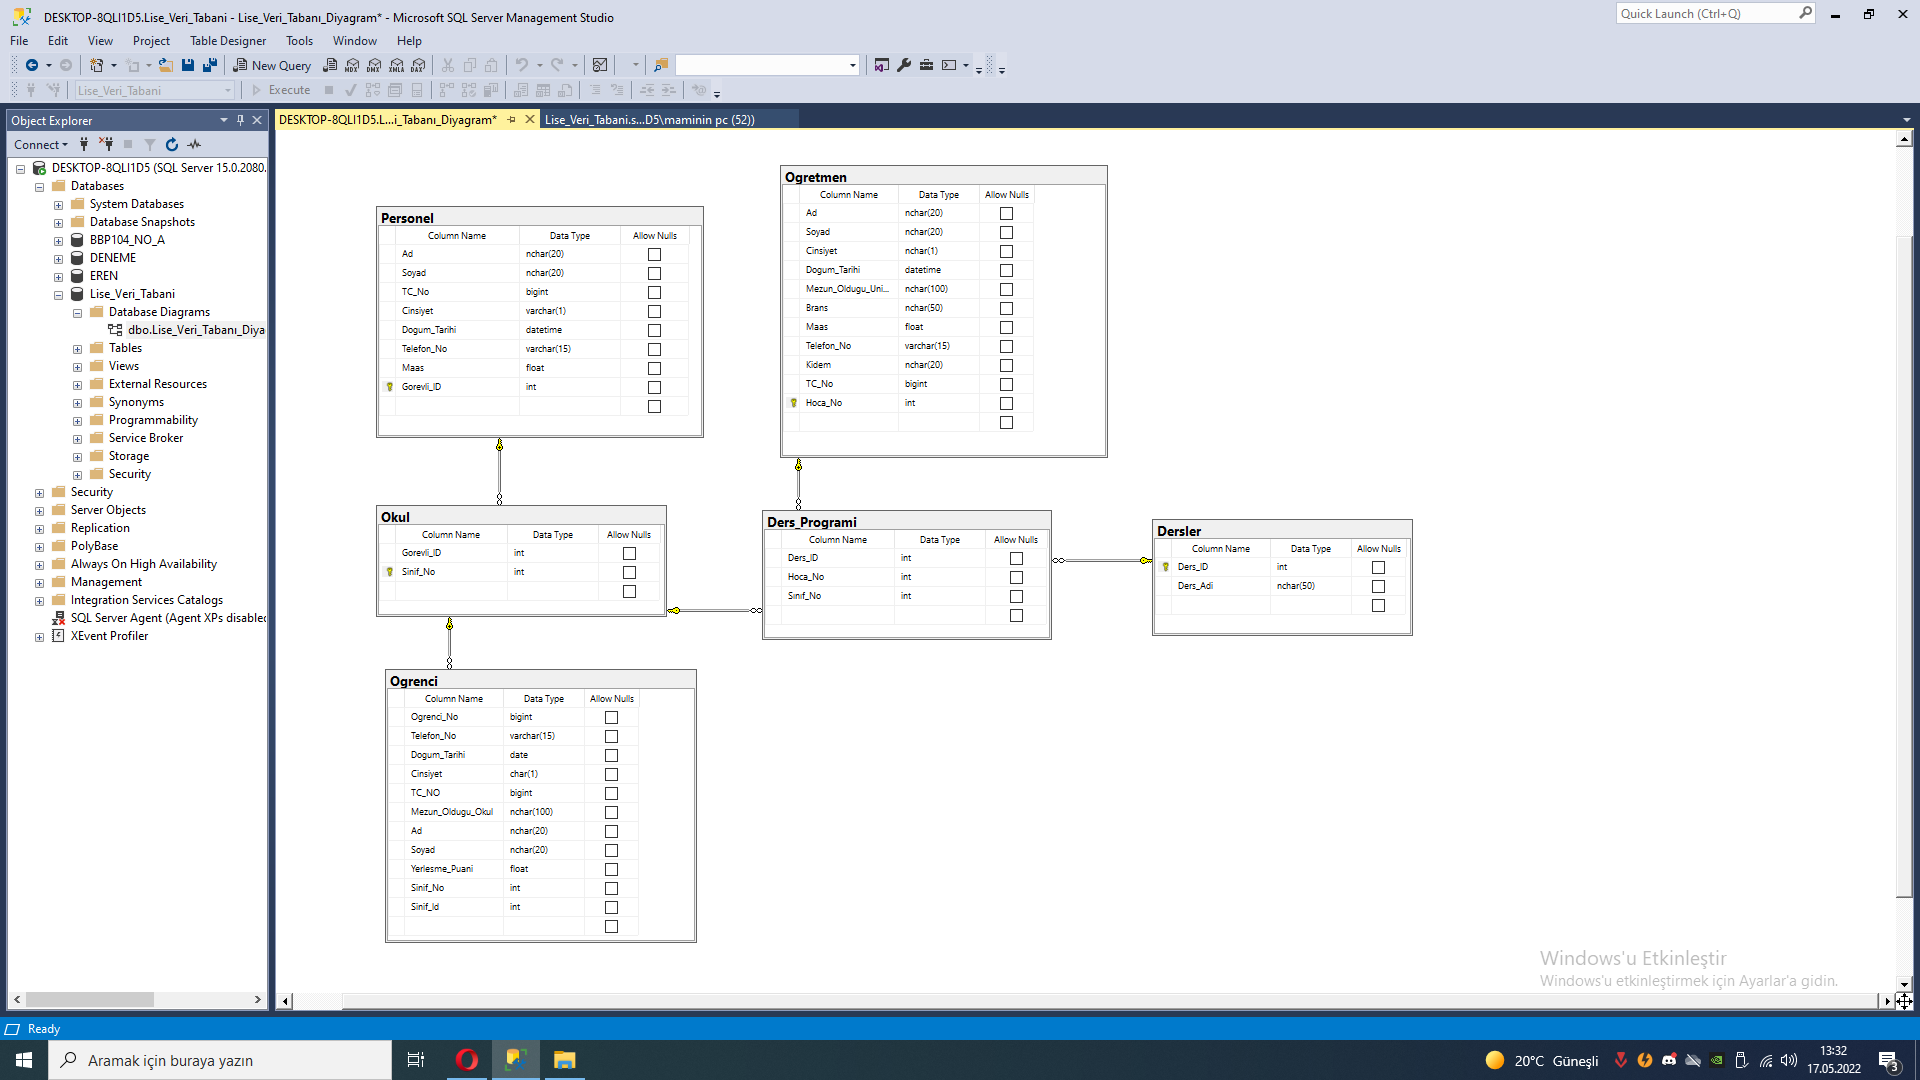 DESKTOP-8QLI1D5.Lise_Veri_Tabani - Lise_Veri_Tabanı_Diyagram* - Microsoft SQL Server Management Studio
Quick Launch (Ctrl+Q)
File Edit View Project Table Designer Tools Window Help
New Query
MDX DMX XMLA DAX
Lise_Veri_Tabani
Execute
Object Explorer
DESKTOP-8QLI1D5.L...i_Tabanı_Diyagram*
Lise_Veri_Tabani.s...D5\maminin pc (52))
Connect
DESKTOP-8QLI1D5 (SQL Server 15.0.2080.
Databases
System Databases
Database Snapshots
BBP104_NO_A
DENEME
EREN
Lise_Veri_Tabani
Database Diagrams
dbo.Lise_Veri_Tabanı_Diya
Tables
Views
External Resources
Synonyms
Programmability
Service Broker
Storage
Security
Security
Server Objects
Replication
PolyBase
Always On High Availability
Management
Integration Services Catalogs
SQL Server Agent (Agent XPs disabled
XEvent Profiler
Personel
Column Name Data Type Allow Nulls
Ad nchar(20)
Soyad nchar(20)
TC_No bigint
Cinsiyet varchar(1)
Dogum_Tarihi datetime
Telefon_No varchar(15)
Maas float
Gorevli_ID int
Ogretmen
Column Name Data Type Allow Nulls
Ad nchar(20)
Soyad nchar(20)
Cinsiyet nchar(1)
Dogum_Tarihi datetime
Mezun_Oldugu_Uni... nchar(100)
Brans nchar(50)
Maas float
Telefon_No varchar(15)
Kidem nchar(20)
TC_No bigint
Hoca_No int
Okul
Column Name Data Type Allow Nulls
Gorevli_ID int
Sinif_No int
Ders_Programi
Column Name Data Type Allow Nulls
Ders_ID int
Hoca_No int
Sınıf_No int
Dersler
Column Name Data Type Allow Nulls
Ders_ID int
Ders_Adi nchar(50)
Ogrenci
Column Name Data Type Allow Nulls
Ogrenci_No bigint
Telefon_No varchar(15)
Dogum_Tarihi date
Cinsiyet char(1)
TC_NO bigint
Mezun_Oldugu_Okul nchar(100)
Ad nchar(20)
Soyad nchar(20)
Yerlesme_Puani float
Sinif_No int
Sinif_Id int
Windows'u Etkinleştir
Windows'u etkinleştirmek için Ayarlar'a gidin.
Ready
Aramak için buraya yazın
20°C Güneşli
13:32
17.05.2022
3